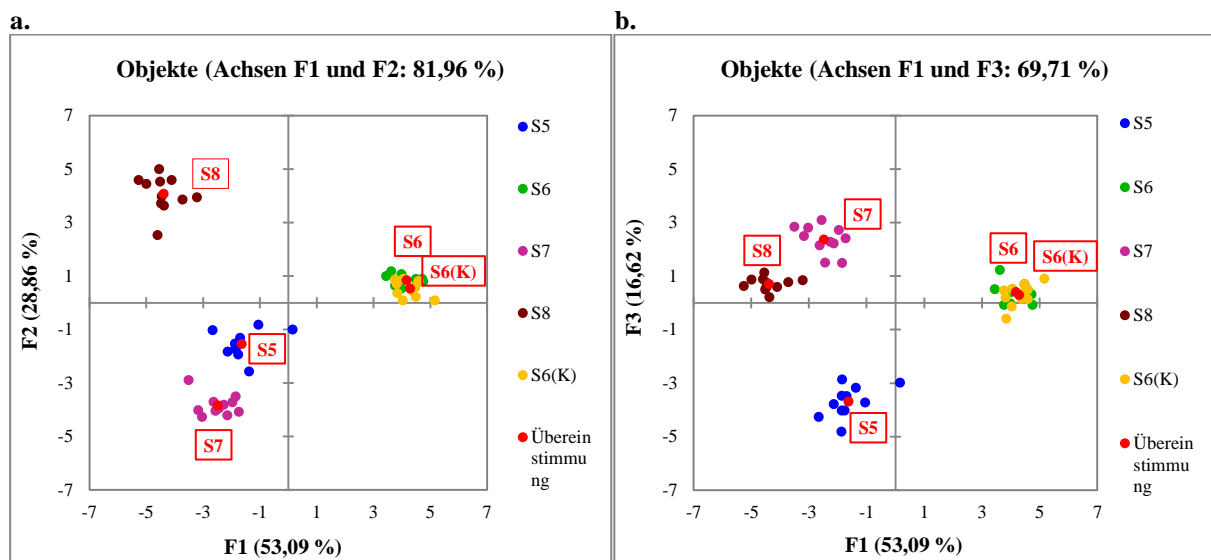 a.
Objekte (Achsen F1 und F2: 81,96 %)
F2 (28,86 %)
7
5
3
1
-1
-3
-5
-7
-7
-5
-3
-1
1
3
5
7
F1 (53,09 %)
S8
S6
S6(K)
S5
S7
S5
S6
S7
S8
S6(K)
Überein
stimmu
ng
b.
Objekte (Achsen F1 und F3: 69,71 %)
F3 (16,62 %)
7
5
3
1
-1
-3
-5
-7
-7
-5
-3
-1
1
3
5
7
F1 (53,09 %)
S7
S8
S6
S6(K)
S5
S5
S6
S7
S8
S6(K)
Überein
stimmu
ng